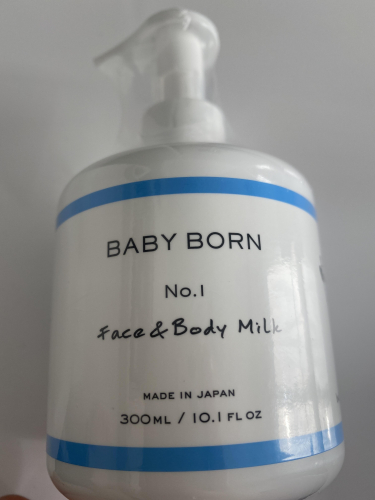 BABY BORN
No.1
Face & Body Milk
MADE IN JAPAN
300ML / 10.1 FL OZ